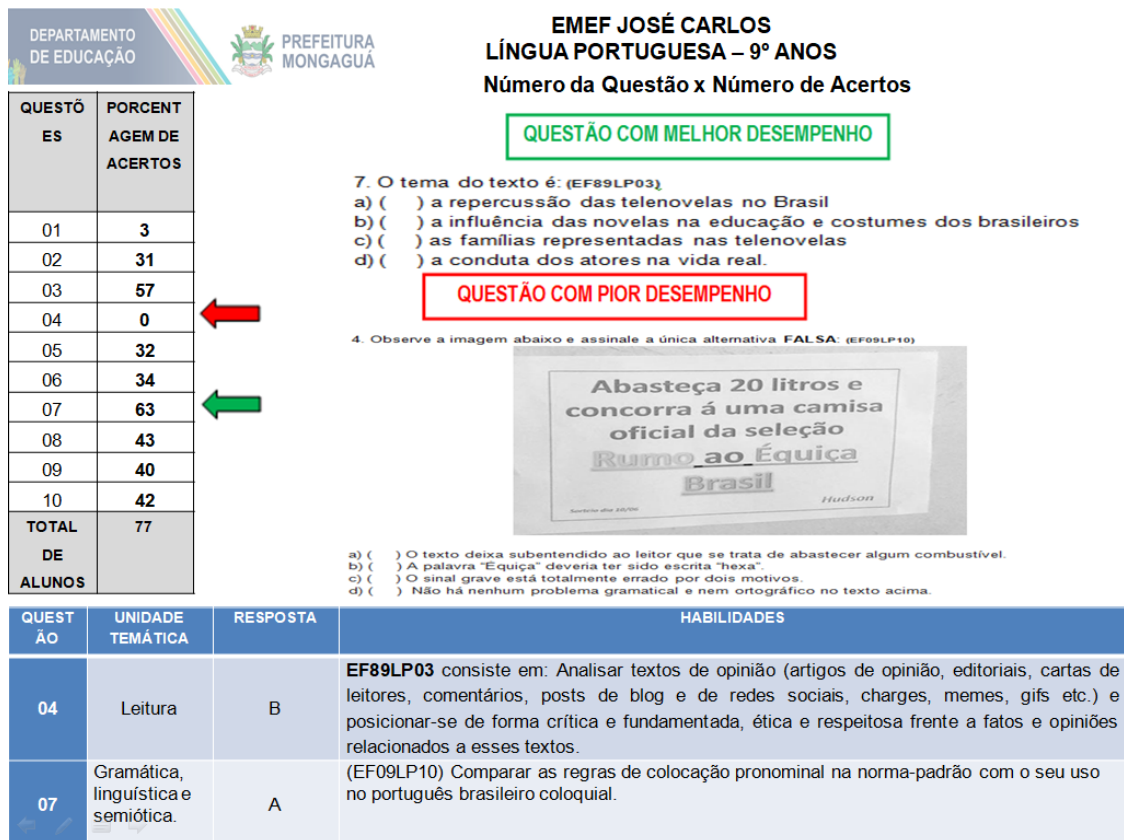 DEPARTAMENTO
DE EDUCAÇÃO
PREFEITURA
MONGAGUÁ
EMEF JOSÉ CARLOS
LÍNGUA PORTUGUESA – 9º ANOS
Número da Questão x Número de Acertos
QUESTÕ
ES
PORCENT
AGEM DE
ACERTOS
01 3
02 31
03 57
04 0
05 32
06 34
07 63
08 43
09 40
10 42
TOTAL
DE
ALUNOS
77
QUESTÃO COM MELHOR DESEMPENHO
7. O tema do texto é: (EF89LP03)
a) ( ) a repercussão das telenovelas no Brasil
b) ( ) a influência das novelas na educação e costumes dos brasileiros
c) ( ) as famílias representadas nas telenovelas
d) ( ) a conduta dos atores na vida real.
QUESTÃO COM PIOR DESEMPENHO
4. Observe a imagem abaixo e assinale a única alternativa FALSA: (EF09LP10)
Abasteça 20 litros e
concorra á uma camisa
oficial da seleção
Rumo ao Équiça
Brasil
Hudson
Sorteio dia 10/06
a) ( ) O texto deixa subentendido ao leitor que se trata de abastecer algum combustível.
b) ( ) A palavra "Équiça" deveria ter sido escrita "hexa".
c) ( ) O sinal grave está totalmente errado por dois motivos.
d) ( ) Não há nenhum problema gramatical e nem ortográfico no texto acima.
QUEST
ÃO
UNIDADE
TEMÁTICA
RESPOSTA
HABILIDADES
04
Leitura
B
EF89LP03 consiste em: Analisar textos de opinião (artigos de opinião, editoriais, cartas de
leitores, comentários, posts de blog e de redes sociais, charges, memes, gifs etc.) e
posicionar-se de forma crítica e fundamentada, ética e respeitosa frente a fatos e opiniões
relacionados a esses textos.
07
Gramática,
linguística e
semiótica.
A
(EF09LP10) Comparar as regras de colocação pronominal na norma-padrão com o seu uso
no português brasileiro coloquial.